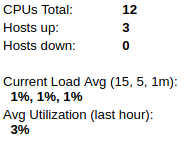 CPUs Total: 12
Hosts up: 3
Hosts down: 0
Current Load Avg (15, 5, 1m):
1%, 1%, 1%
Avg Utilization (last hour):
3%